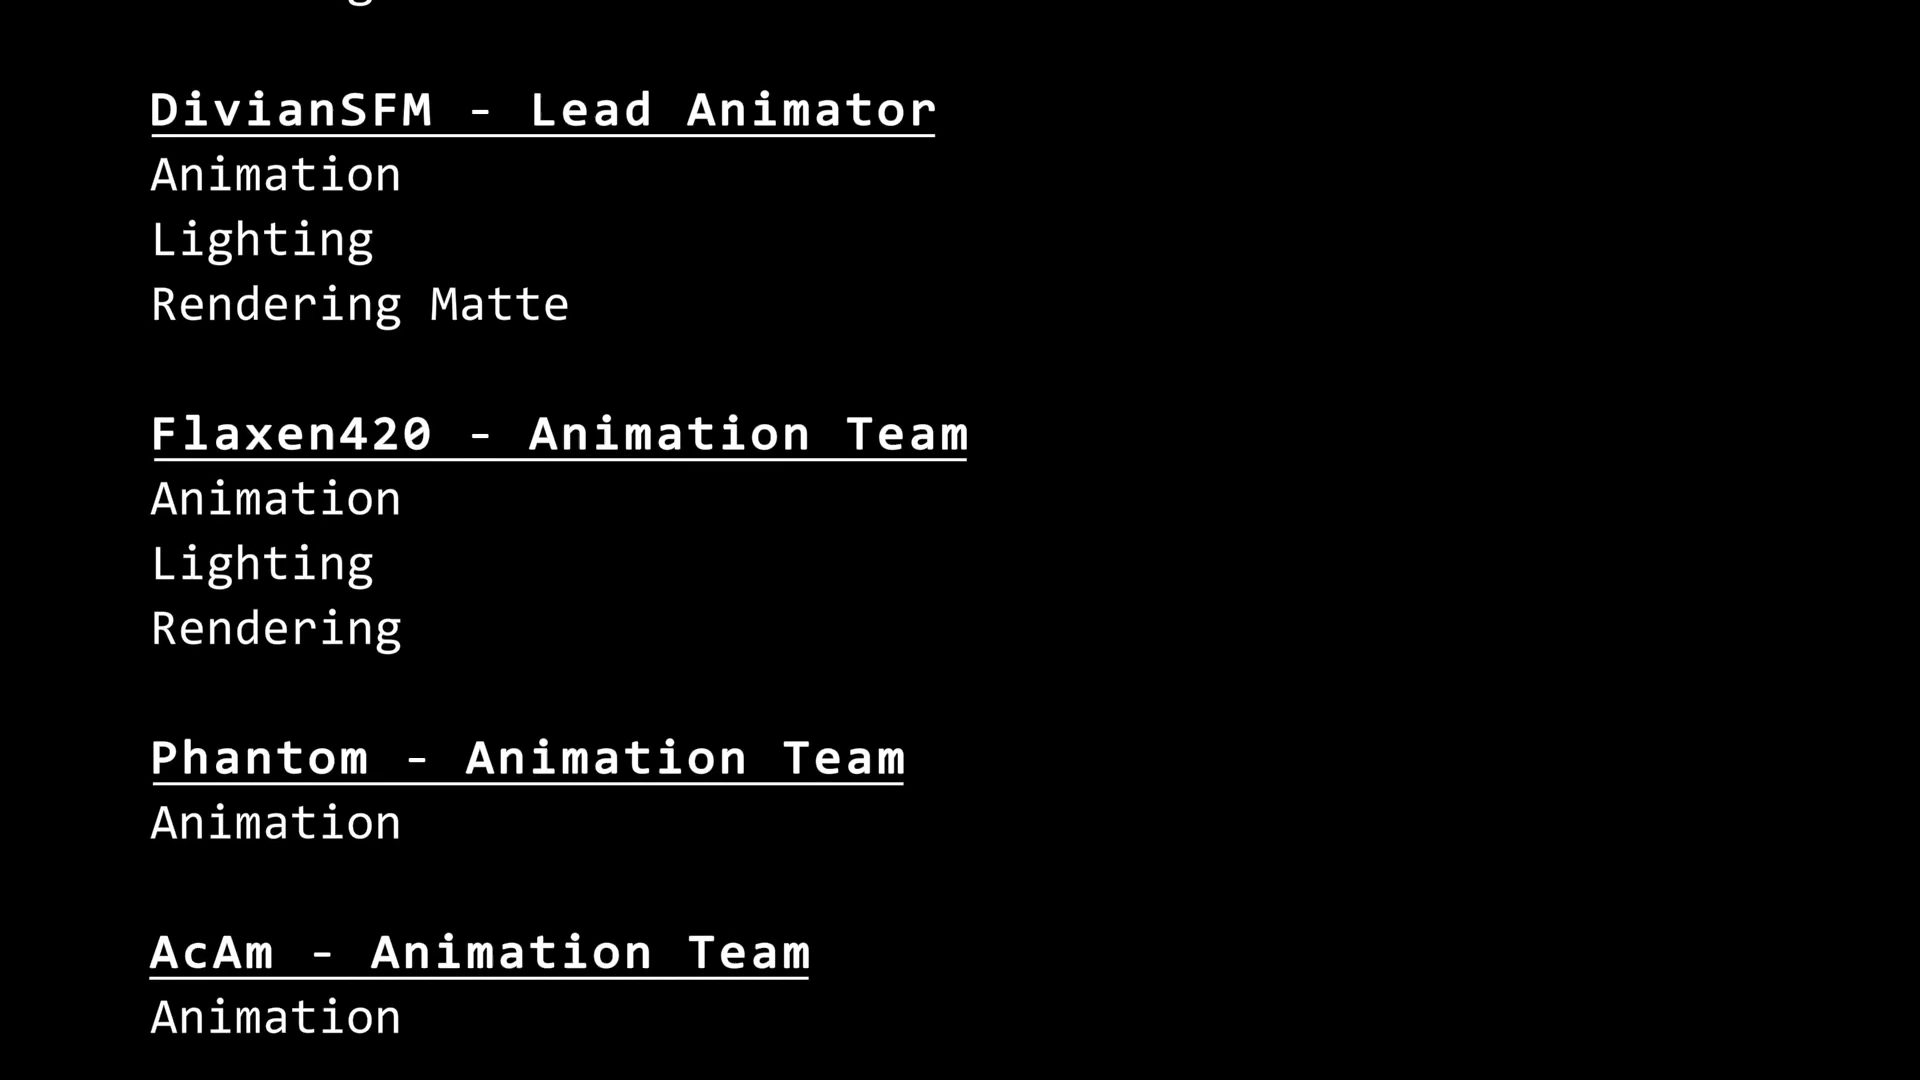 DivianSFM - Lead Animator
Animation
Lighting
Rendering Matte
Flaxen420 - Animation Team
Animation
Lighting
Rendering
Phantom - Animation Team
Animation
AcAm - Animation Team
Animation